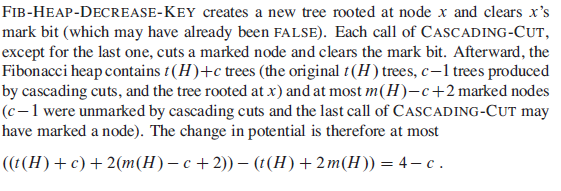 FIB-HEAP-DECREASE-KEY creates a new tree rooted at node x and clears x's
mark bit (which may have already been FALSE). Each call of CASCADING-CUT,
except for the last one, cuts a marked node and clears the mark bit. Afterward, the
Fibonacci heap contains t(H)+c trees (the original t(H) trees, c−1 trees produced
by cascading cuts, and the tree rooted at x) and at most m(H)−c+2 marked nodes
(c−1 were unmarked by cascading cuts and the last call of CASCADING-CUT may
have marked a node). The change in potential is therefore at most
((t(H) + c) + 2(m(H) − c + 2)) − (t(H) + 2m(H)) = 4 − c .